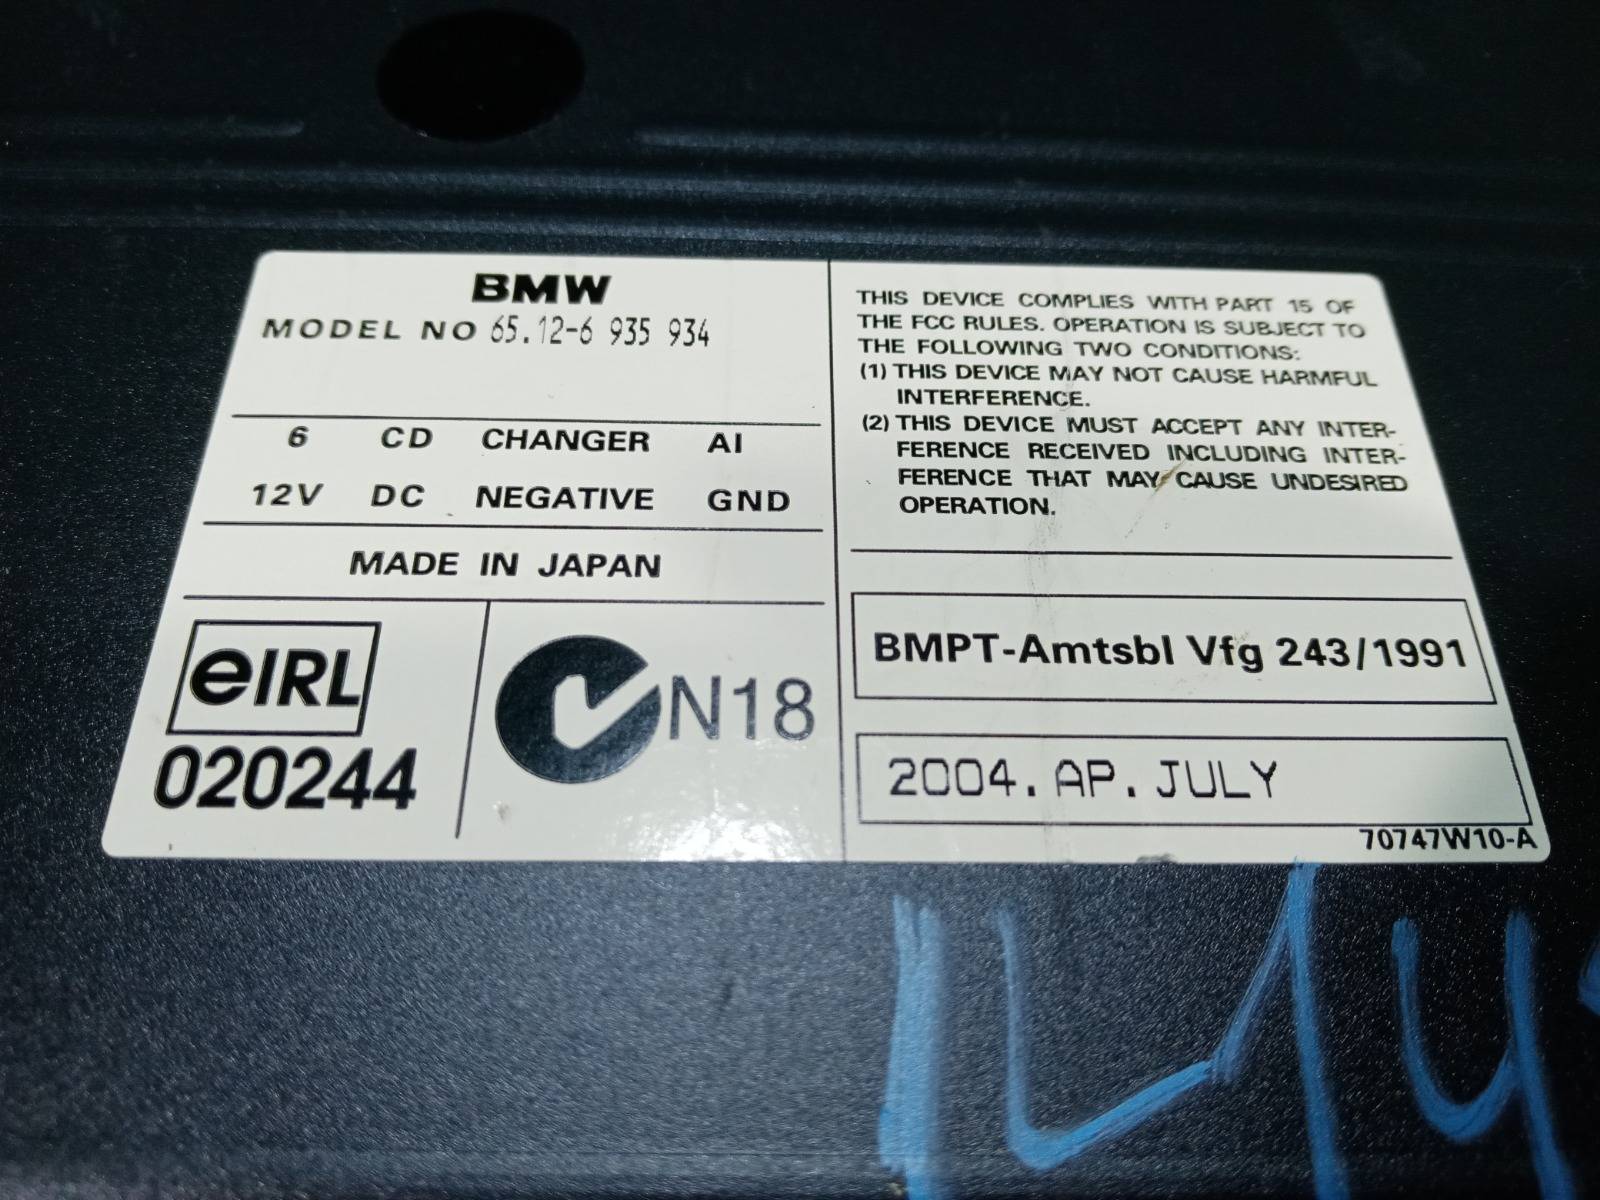 BMW
MODEL NO 65.12-6 935 934
6 CD CHANGER AI
12V DC NEGATIVE GND
MADE IN JAPAN
eIRL
020244
N18
THIS DEVICE COMPLIES WITH PART 15 OF
THE FCC RULES. OPERATION IS SUBJECT TO
THE FOLLOWING TWO CONDITIONS:
(1) THIS DEVICE MAY NOT CAUSE HARMFUL
INTERFERENCE.
(2) THIS DEVICE MUST ACCEPT ANY INTER-
FERENCE RECEIVED INCLUDING INTER-
FERENCE THAT MAY CAUSE UNDESIRED
OPERATION.
BMPT-Amtsbl Vfg 243/1991
2004. AP. JULY
70747W10-A